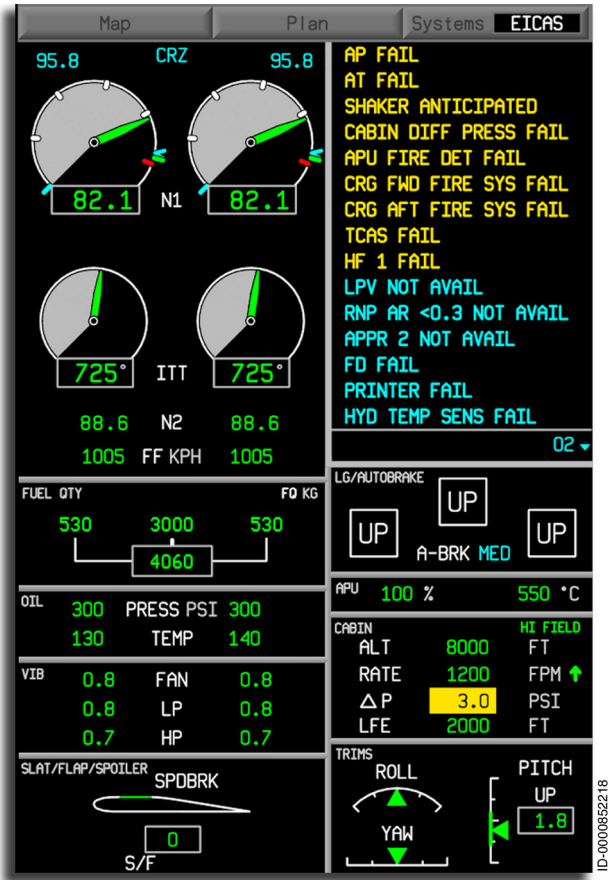 Map Plan Systems EICAS
95.8 CRZ 95.8
82.1 N1 82.1
725° ITT 725°
88.6 N2 88.6
1005 FF KPH 1005
FUEL QTY FQ KG
530 3000 530
4060
OIL
300 PRESS PSI 300
130 TEMP 140
VIB
0.8 FAN 0.8
0.8 LP 0.8
0.7 HP 0.7
SLAT/FLAP/SPOILER
SPDBRK
0
S/F
AP FAIL
AT FAIL
SHAKER ANTICIPATED
CABIN DIFF PRESS FAIL
APU FIRE DET FAIL
CRG FWD FIRE SYS FAIL
CRG AFT FIRE SYS FAIL
TCAS FAIL
HF 1 FAIL
LPV NOT AVAIL
RNP AR <0.3 NOT AVAIL
APPR 2 NOT AVAIL
FD FAIL
PRINTER FAIL
HYD TEMP SENS FAIL
02
LG/AUTOBRAKE
UP
UP UP
A-BRK MED
APU 100 % 550 °C
CABIN HI FIELD
ALT 8000 FT
RATE 1200 FPM
△ P 3.0 PSI
LFE 2000 FT
TRIMS
ROLL PITCH
UP
1.8
YAW
ID-0000852218